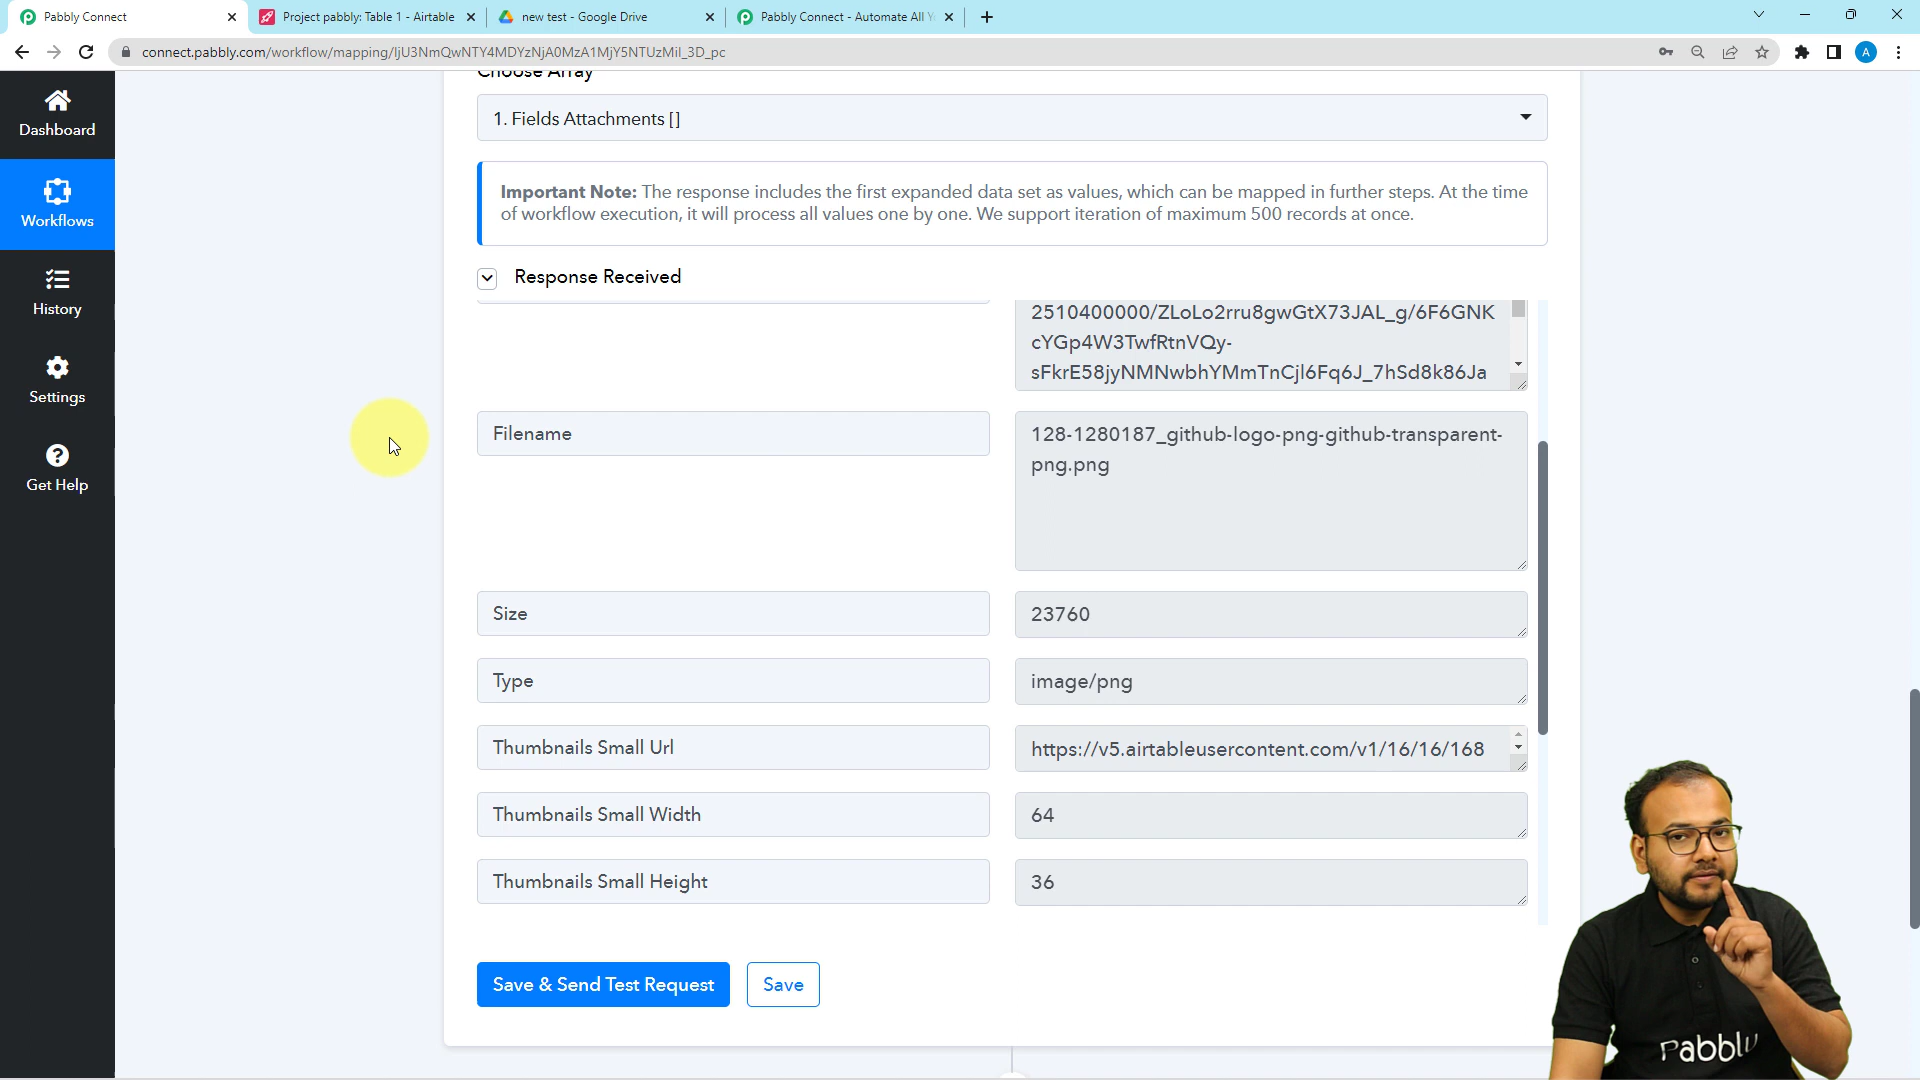 Pabbly Connect
Project pabbly: Table 1 - Airtable
new test - Google Drive
Pabbly Connect - Automate All Y
connect.pabbly.com/workflow/mapping/IjU3NmQwNTY4MDYzNjA0MzA1MjY5NTUzMiI_3D_pc
A
Dashboard
Workflows
History
Settings
Get Help
Choose Array
1. Fields Attachments []
Important Note: The response includes the first expanded data set as values, which can be mapped in further steps. At the time
of workflow execution, it will process all values one by one. We support iteration of maximum 500 records at once.
Response Received
2510400000/ZLoLo2rru8gwGtX73JAL_g/6F6GNK
cYGp4W3TwfRtnVQy-
sFkrE58jyNMNwbhYMmTnCjl6Fq6J_7hSd8k86Ja
Filename
128-1280187_github-logo-png-github-transparent-
png.png
Size
23760
Type
image/png
Thumbnails Small Url
https://v5.airtableusercontent.com/v1/16/16/168
Thumbnails Small Width
64
Thumbnails Small Height
36
Save & Send Test Request
Save
Pabbly